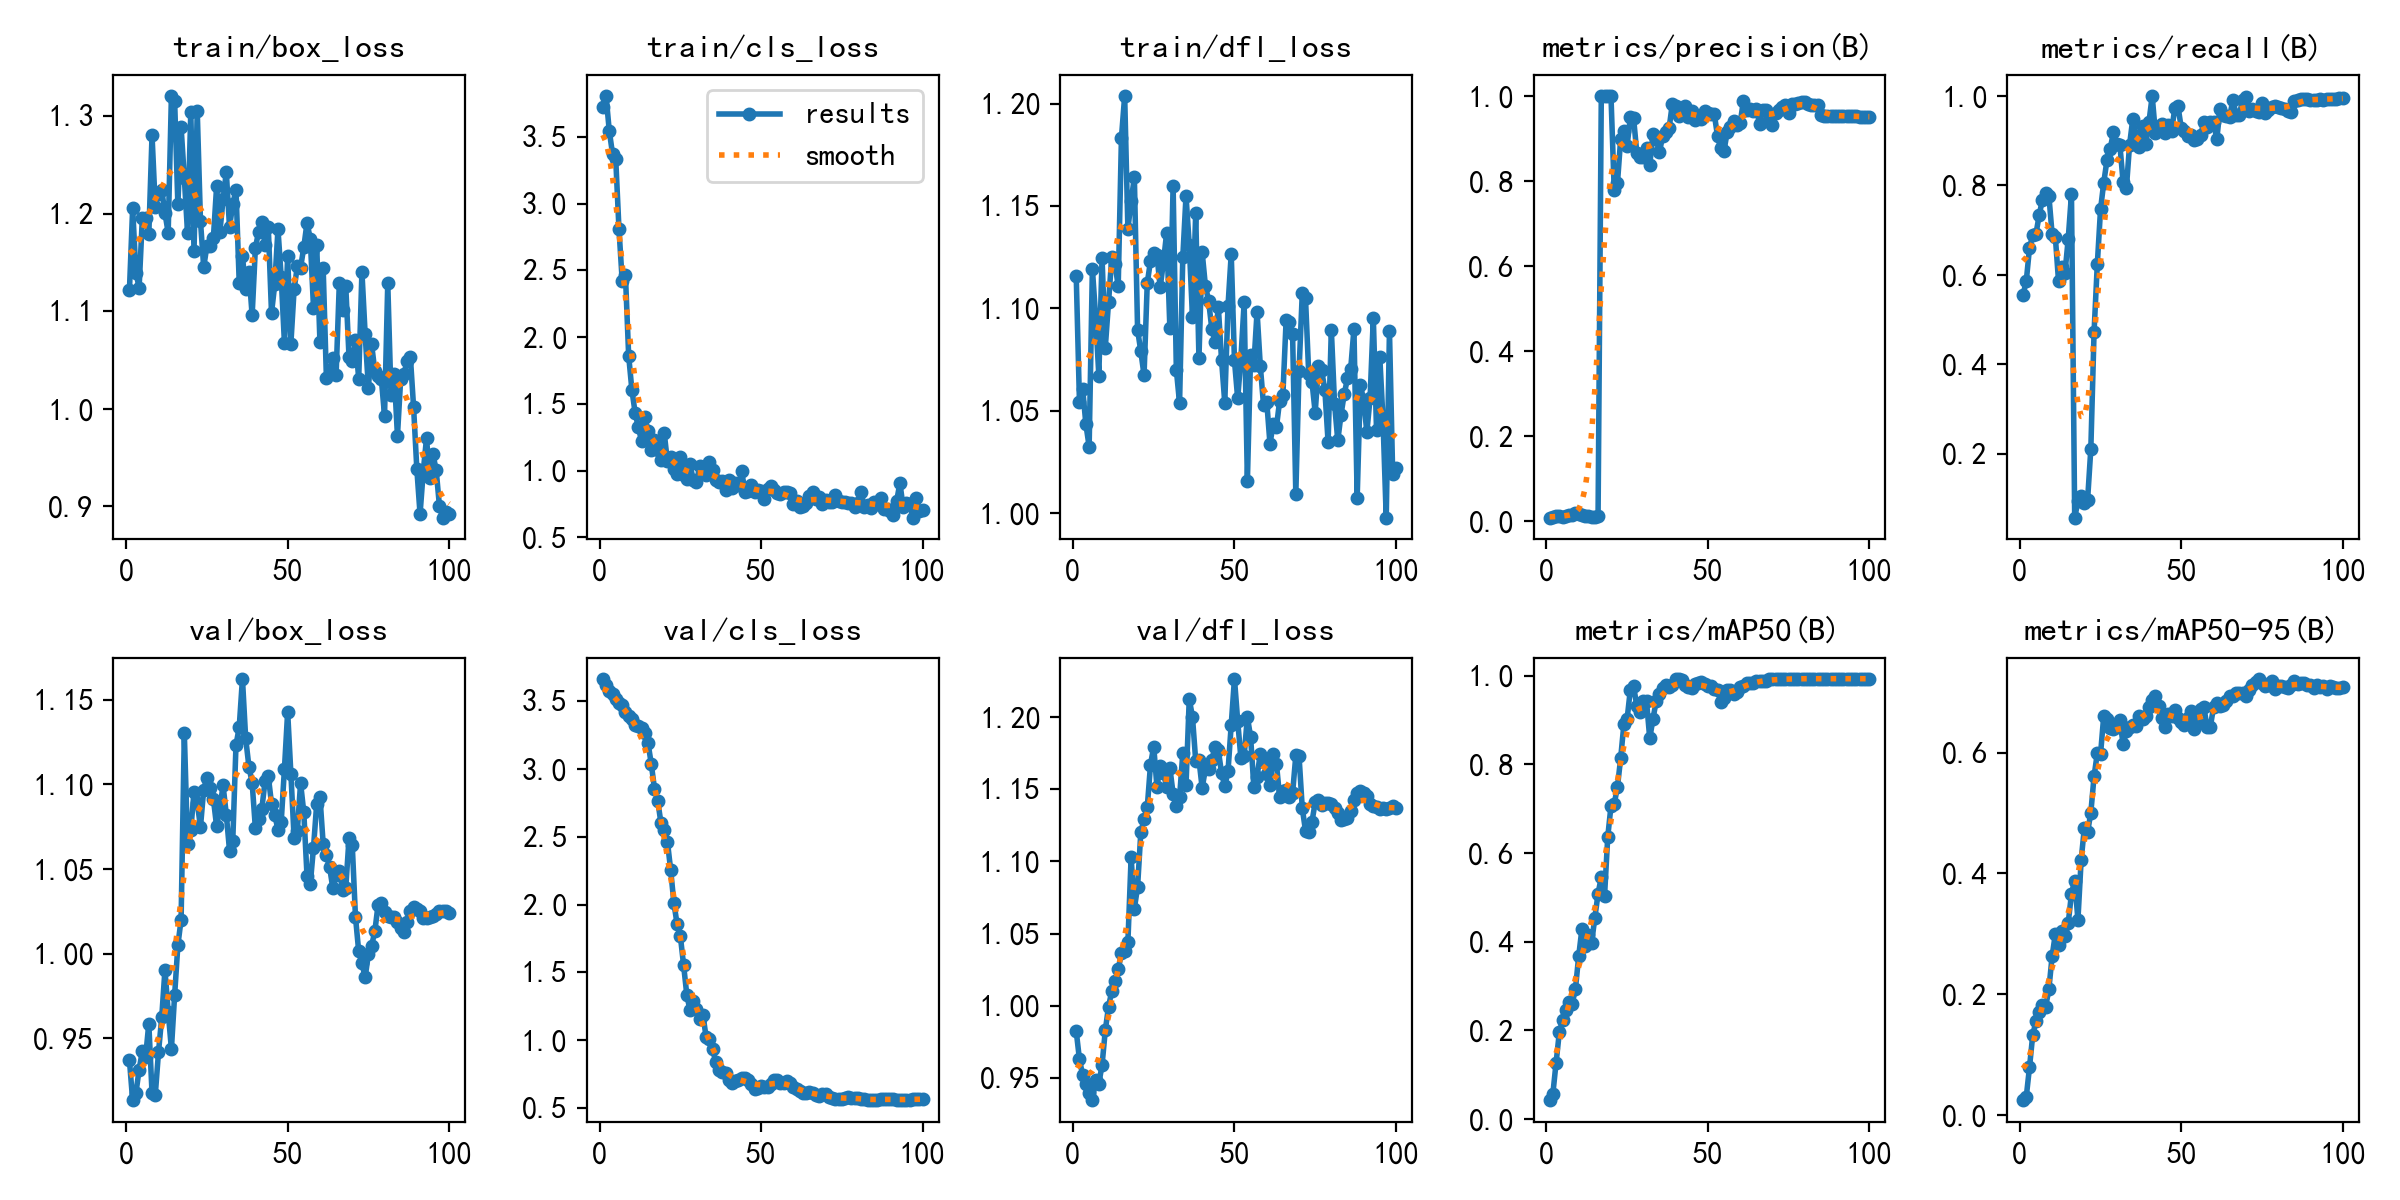 train/box_loss
1.3
1.2
1.1
1.0
0.9
0 50 100
train/cls_loss
results
smooth
3.5
3.0
2.5
2.0
1.5
1.0
0.5
0 50 100
train/dfl_loss
1.20
1.15
1.10
1.05
1.00
0 50 100
metrics/precision(B)
1.0
0.8
0.6
0.4
0.2
0.0
0 50 100
metrics/recall(B)
1.0
0.8
0.6
0.4
0.2
0 50 100
val/box_loss
1.15
1.10
1.05
1.00
0.95
0 50 100
val/cls_loss
3.5
3.0
2.5
2.0
1.5
1.0
0.5
0 50 100
val/dfl_loss
1.20
1.15
1.10
1.05
1.00
0.95
0 50 100
metrics/mAP50(B)
1.0
0.8
0.6
0.4
0.2
0.0
0 50 100
metrics/mAP50-95(B)
0.6
0.4
0.2
0.0
0 50 100